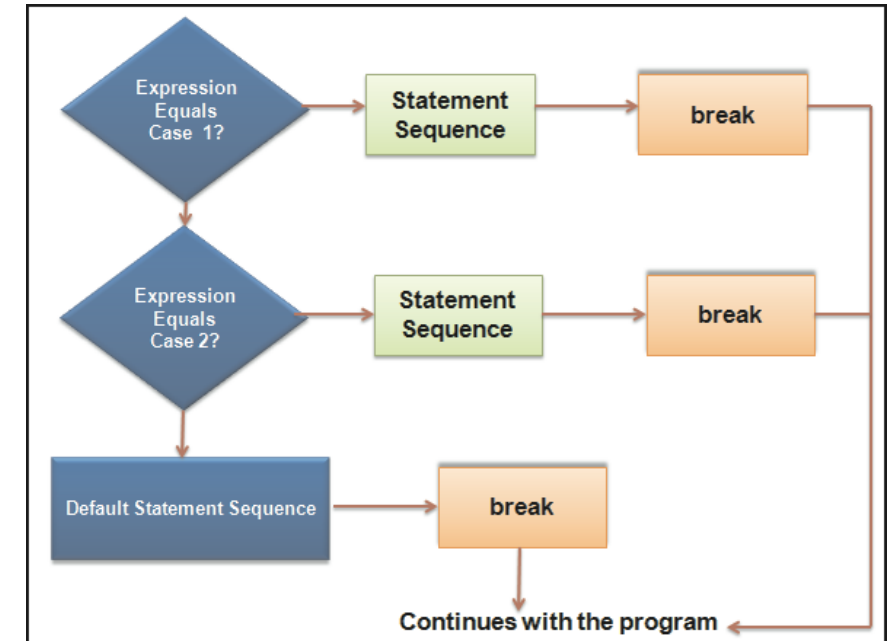 Expression
Equals
Case 1?
Statement
Sequence
break
Expression
Equals
Case 2?
Statement
Sequence
break
Default Statement Sequence
break
Continues with the program